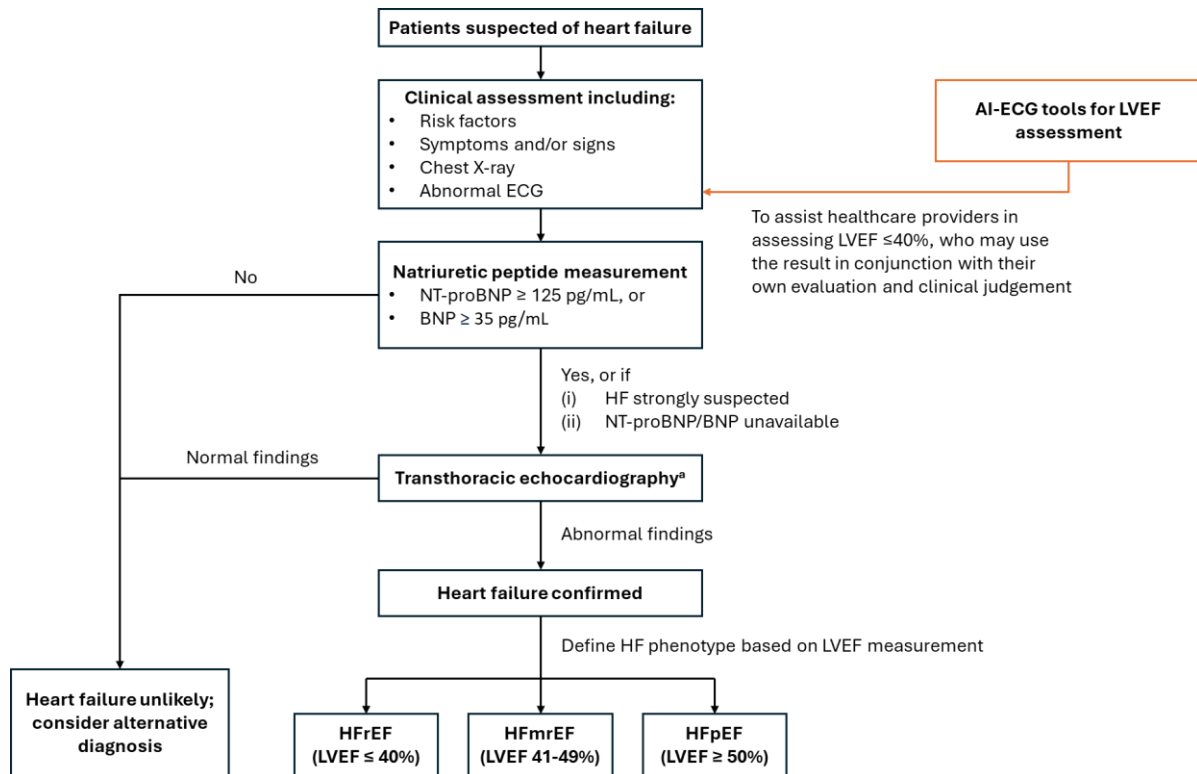 Patients suspected of heart failure
Clinical assessment including:
• Risk factors
• Symptoms and/or signs
• Chest X-ray
• Abnormal ECG
AI-ECG tools for LVEF
assessment
To assist healthcare providers in
assessing LVEF ≤40%, who may use
the result in conjunction with their
own evaluation and clinical judgement
Natriuretic peptide measurement
• NT-proBNP ≥ 125 pg/mL, or
• BNP ≥ 35 pg/mL
No
Yes, or if
(i) HF strongly suspected
(ii) NT-proBNP/BNP unavailable
Normal findings
Transthoracic echocardiographyᵃ
Abnormal findings
Heart failure confirmed
Define HF phenotype based on LVEF measurement
Heart failure unlikely;
consider alternative
diagnosis
HFrEF
(LVEF ≤ 40%)
HFmrEF
(LVEF 41-49%)
HFpEF
(LVEF ≥ 50%)